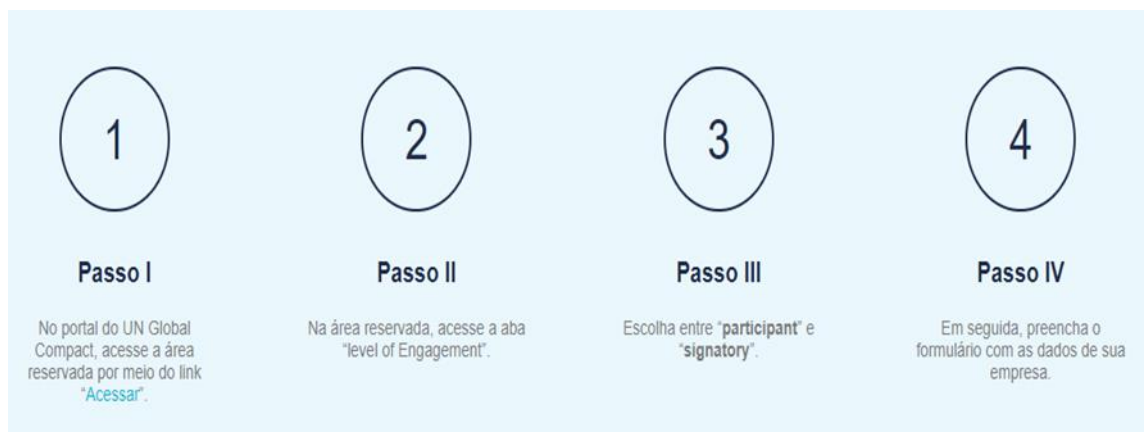 1
Passo I
No portal do UN Global
Compact, acesse a área
reservada por meio do link
“Acessar”.
2
Passo II
Na área reservada, acesse a aba
“level of Engagement”.
3
Passo III
Escolha entre “participant” e
“signatory”.
4
Passo IV
Em seguida, preencha o
formulário com as dados de sua
empresa.